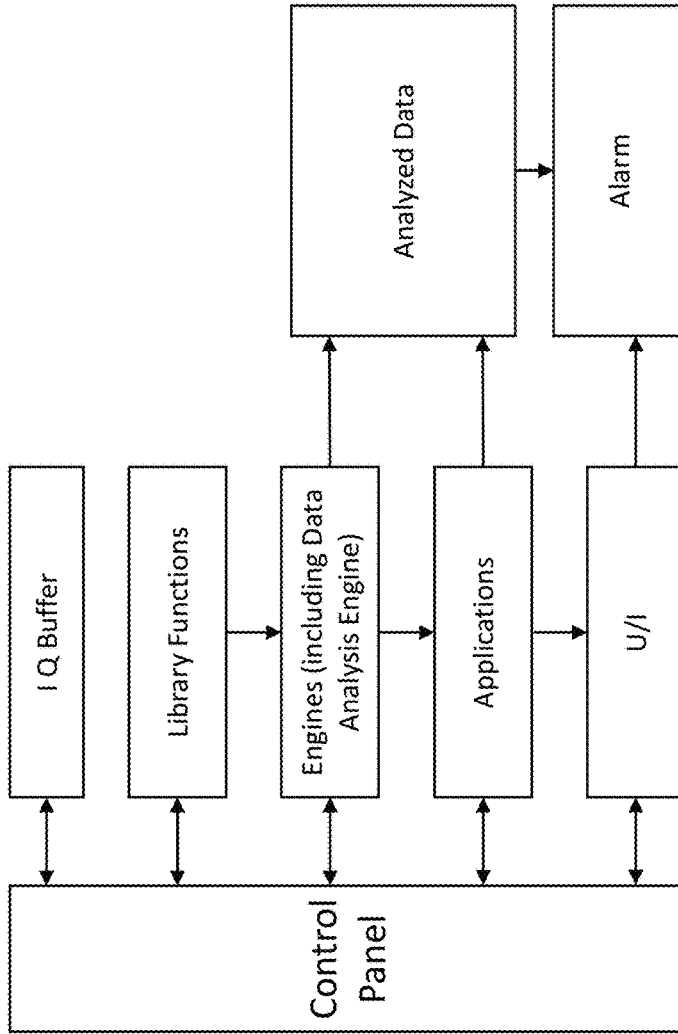 I Q Buffer
Library Functions
Engines (including Data
Analysis Engine)
Applications
U/I
Analyzed Data
Alarm
Control
Panel